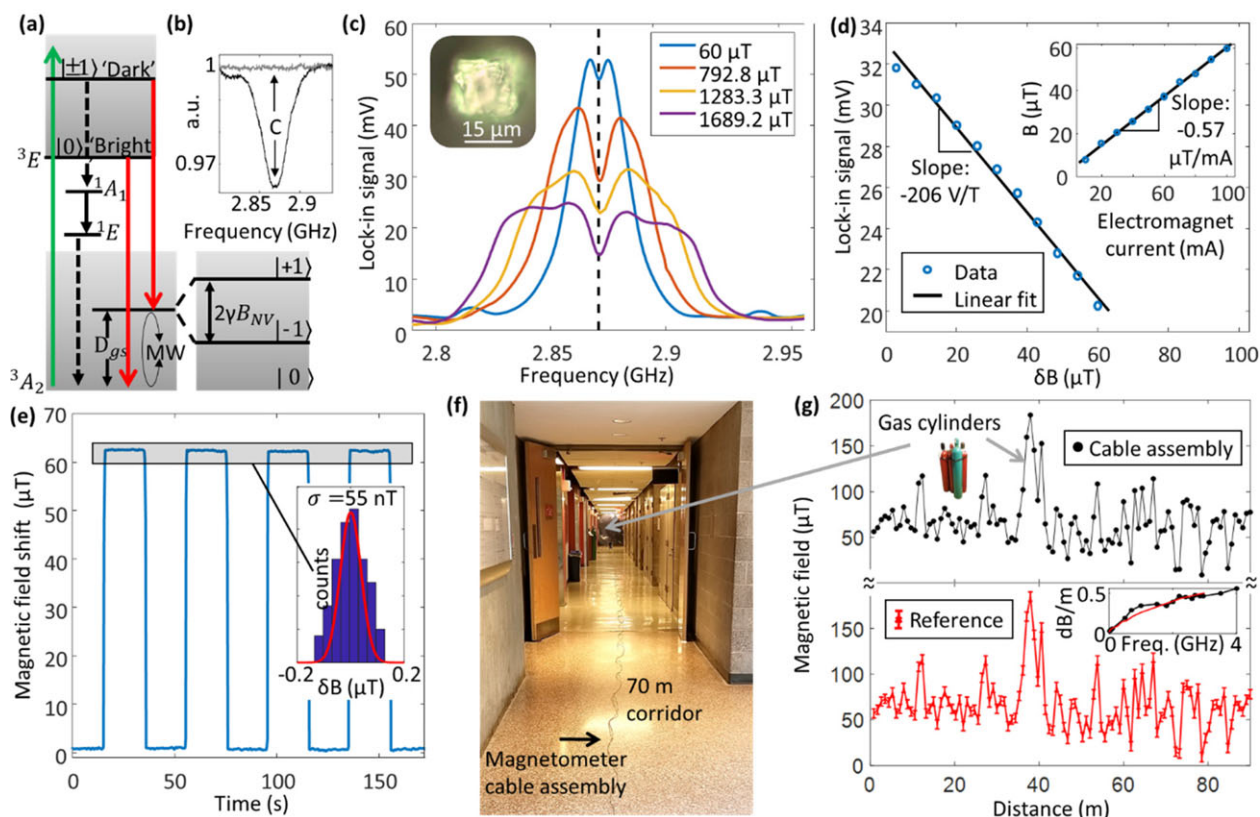 (a)
|±1⟩ 'Dark'
|0⟩ 'Bright
³E
¹A₁
¹E
|+1⟩
2γB_NV
|-1⟩
D_gs
MW
³A₂
|0⟩
(b)
1
a.u.
C
0.97
2.85 2.9
Frequency (GHz)
(c)
60
50
40
30
20
10
0
Lock-in signal (mV)
15 µm
60 µT
792.8 µT
1283.3 µT
1689.2 µT
2.8 2.85 2.9 2.95
Frequency (GHz)
(d)
34
32
30
28
26
24
22
20
Lock-in signal (mV)
Slope:
-206 V/T
Data
Linear fit
0 20 40 60 80 100
δB (µT)
60
40
20
0
B (µT)
Slope:
-0.57
µT/mA
20 40 60 80 100
Electromagnet
current (mA)
(e)
70
60
50
40
30
20
10
0
Magnetic field shift (µT)
σ =55 nT
counts
-0.2 0.2
δB (µT)
0 50 100 150
Time (s)
(f)
70 m
corridor
Magnetometer
cable assembly
(g)
Gas cylinders
Cable assembly
200
150
100
50
≈ ≈
Magnetic field (µT)
Reference
0.5
0
dB/m
0 Freq. (GHz) 4
150
100
50
0
0 20 40 60 80
Distance (m)